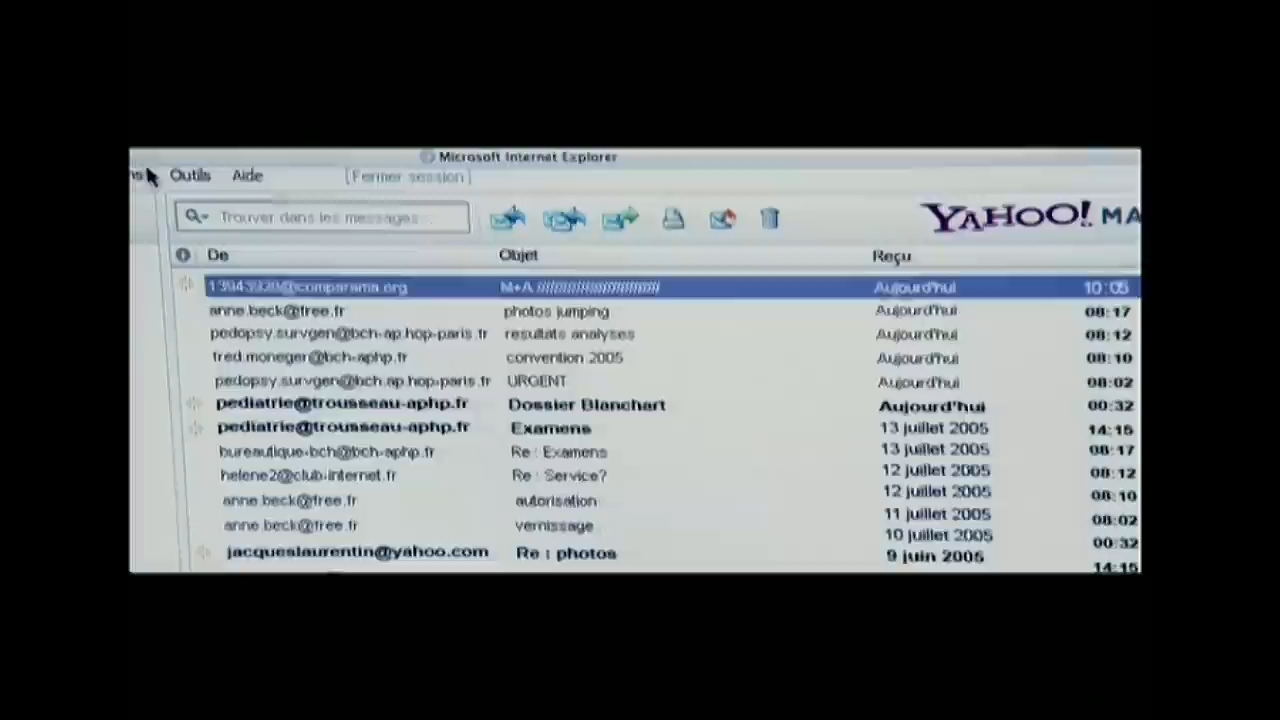 Microsoft Internet Explorer
ns Outils Aide [Fermer session]
Trouver dans les messages... YAHOO! MA
De Objet Reçu
13943920@comparama.org M+A //////////////////////// Aujourd'hui 10:05
anne.beck@free.fr photos jumping Aujourd'hui 08:17
pedopsy.survgen@bch-ap.hop-paris.fr resultats analyses Aujourd'hui 08:12
fred.moneger@bch-aphp.fr convention 2005 Aujourd'hui 08:10
pedopsy.survgen@bch.ap.hop-paris.fr URGENT Aujourd'hui 08:02
pediatrie@trousseau-aphp.fr Dossier Blanchart Aujourd'hui 00:32
pediatrie@trousseau-aphp.fr Examens 13 juillet 2005 14:15
bureautique-bch@bch-aphp.fr Re : Examens 13 juillet 2005 08:17
helene2@club-internet.fr Re : Service? 12 juillet 2005 08:12
anne.beck@free.fr autorisation 12 juillet 2005 08:10
anne.beck@free.fr vernissage 11 juillet 2005 08:02
10 juillet 2005 00:32
jacqueslaurentin@yahoo.com Re : photos 9 juin 2005 14:15